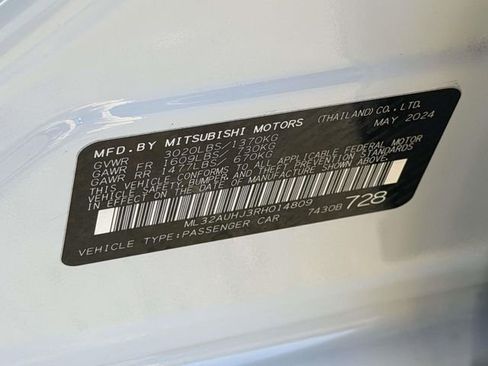 MFD.BY MITSUBISHI MOTORS (THAILAND)CO.,LTD.
MAY 2024
GVWR 3020LBS/1370KG
GAWR FR 1609LBS/ 730KG
GAWR RR 1477LBS/ 670KG
THIS VEHICLE CONFORMS TO ALL APPLICABLE FEDERAL MOTOR
VEHICLE SAFETY, BUMPER, AND THEFT PREVENTION STANDARDS
IN EFFECT ON THE DATE OF MANUFACTURE SHOWN ABOVE.
ML32AUHJ3RH014809
7430B 728
VEHICLE TYPE:PASSENGER CAR